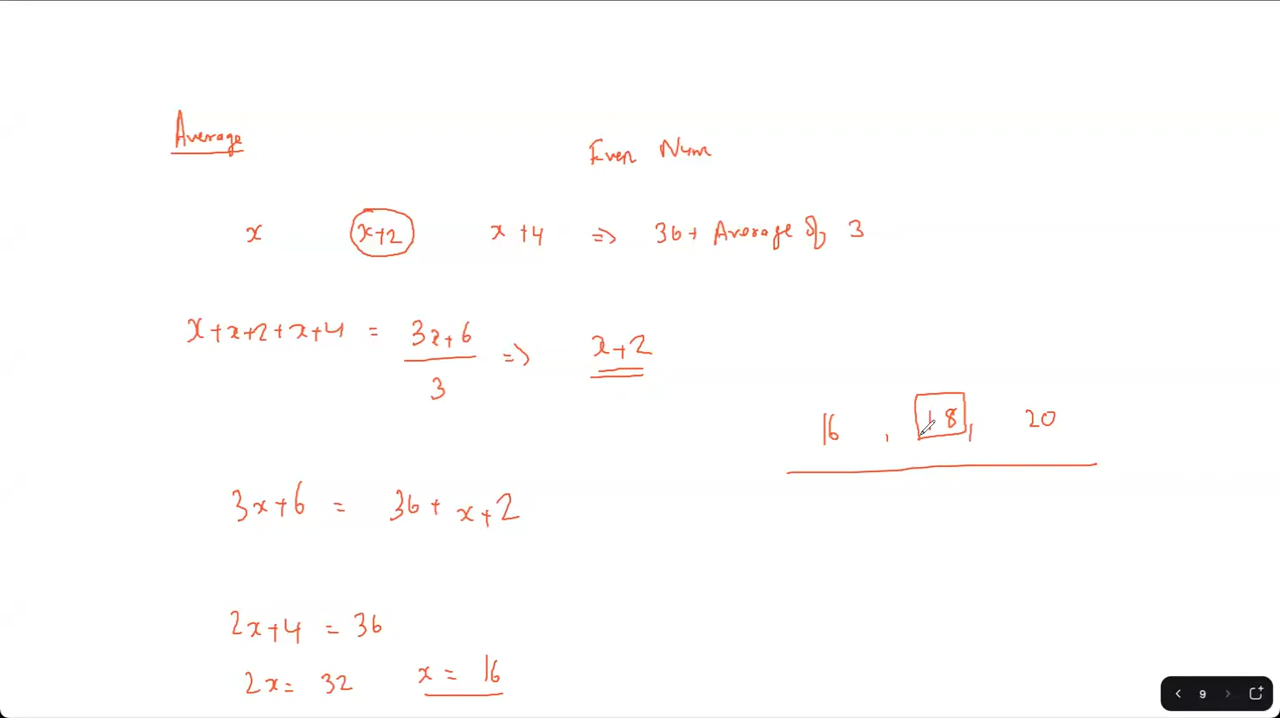 Average
Even Num
x x+2 x+4 => 36+ Average of 3
x+x+2+x+4 = 3x+6 / 3 => x+2
16 , 18, 20
3x+6 = 36+ x+2
2x+4 = 36
2x= 32 x = 16
9